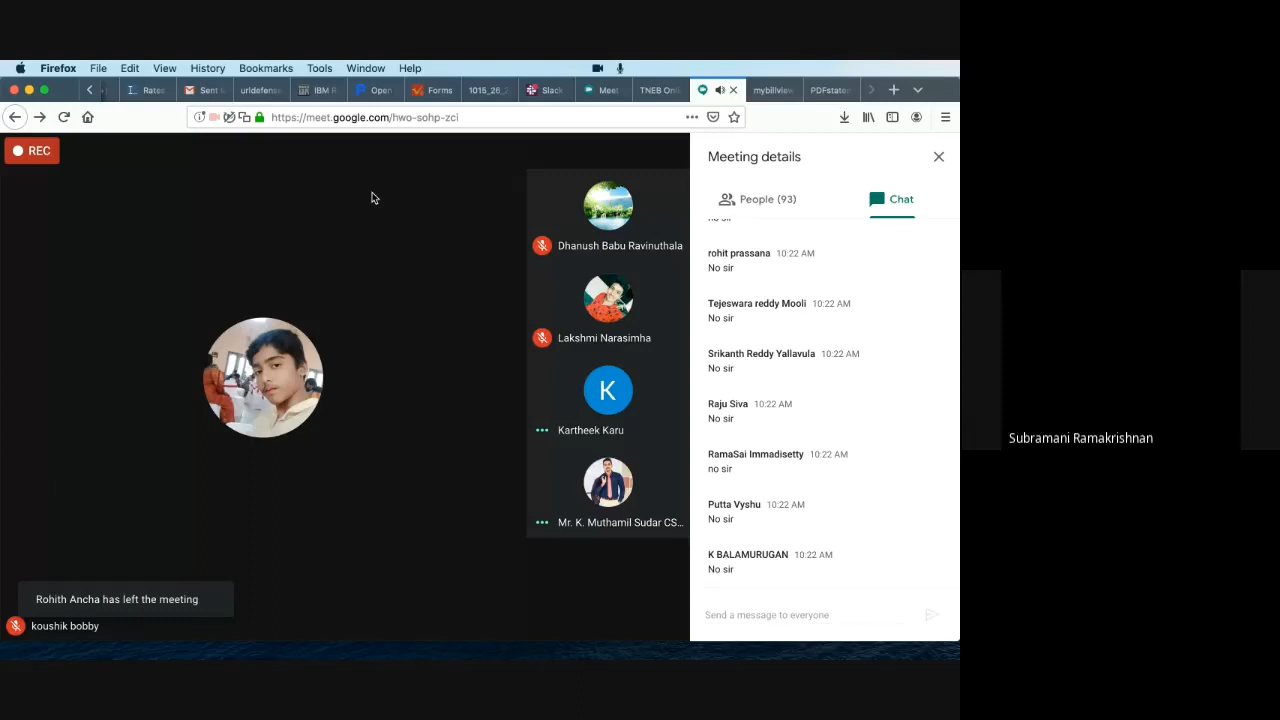 Firefox File Edit View History Bookmarks Tools Window Help
Rates Sent urldefens IBM R Open Forms 1015_26_ Slack Meet TNEB Onl mybillview PDFstate
https://meet.google.com/hwo-sohp-zci
REC
Meeting details
People (93) Chat
no sir
rohit prassana 10:22 AM
No sir
Tejeswara reddy Mooli 10:22 AM
No sir
Srikanth Reddy Yallavula 10:22 AM
No sir
Raju Siva 10:22 AM
No sir
RamaSai Immadisetty 10:22 AM
no sir
Putta Vyshu 10:22 AM
No sir
K BALAMURUGAN 10:22 AM
No sir
Send a message to everyone
Dhanush Babu Ravinuthala
Lakshmi Narasimha
K
Kartheek Karu
Mr. K. Muthamil Sudar CS...
Rohith Ancha has left the meeting
koushik bobby
Subramani Ramakrishnan